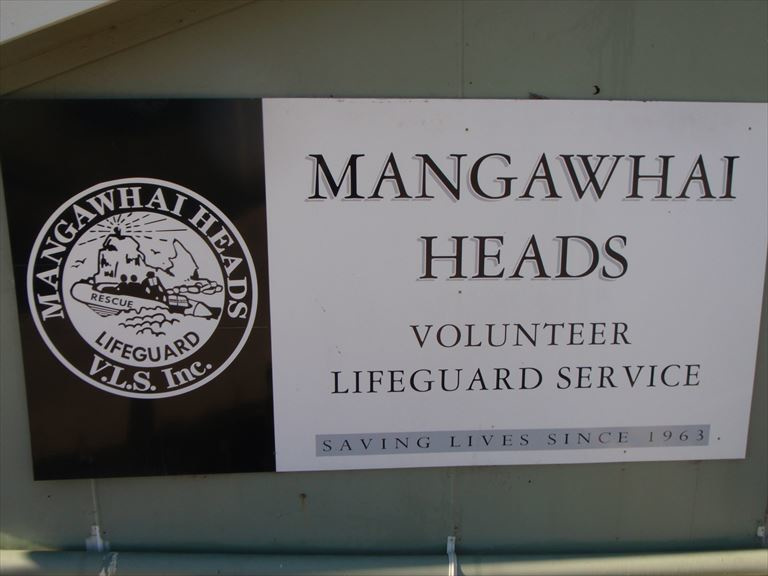 MANGAWHAI HEADS
RESCUE
LIFEGUARD
V.L.S. Inc.
MANGAWHAI
HEADS
VOLUNTEER
LIFEGUARD SERVICE
SAVING LIVES SINCE 1963